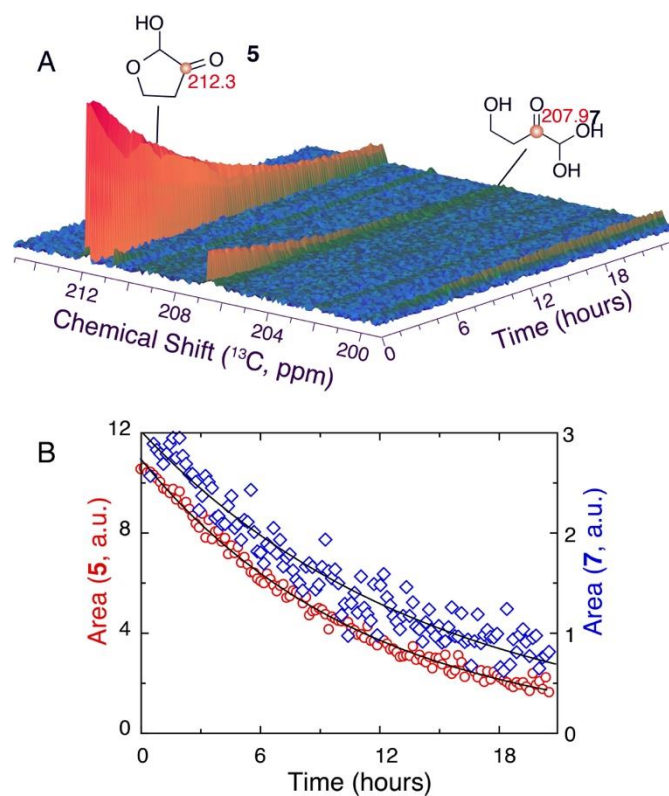 A
HO
5
O
O
212.3
OH
O
207.9
7
OH
OH
212
208
204
200
Chemical Shift (¹³C, ppm)
0
6
12
18
Time (hours)
B
12
8
4
0
Area (5, a.u.)
3
2
1
0
Area (7, a.u.)
0
6
12
18
Time (hours)